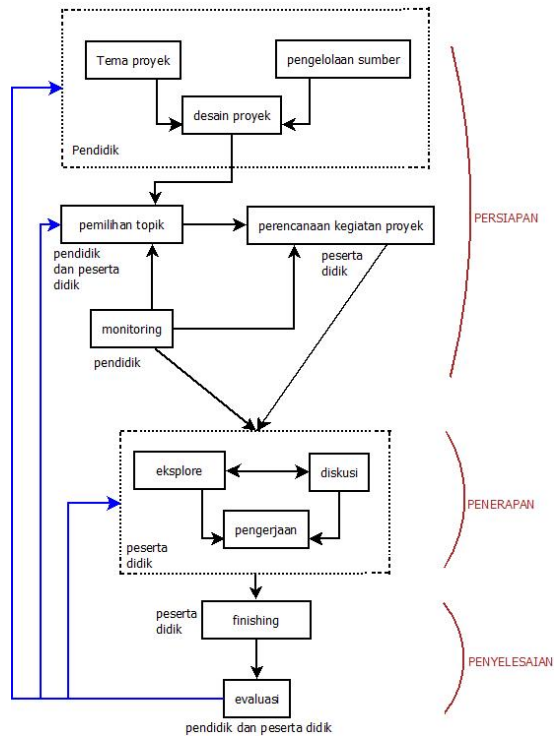 Tema proyek
pengelolaan sumber
desain proyek
Pendidik
pemilihan topik
perencanaan kegiatan proyek
pendidik
dan peserta
didik
peserta
didik
PERSIAPAN
monitoring
pendidik
eksplore
diskusi
pengerjaan
peserta
didik
PENERAPAN
peserta
didik
finishing
PENYELESAIAN
evaluasi
pendidik dan peserta didik